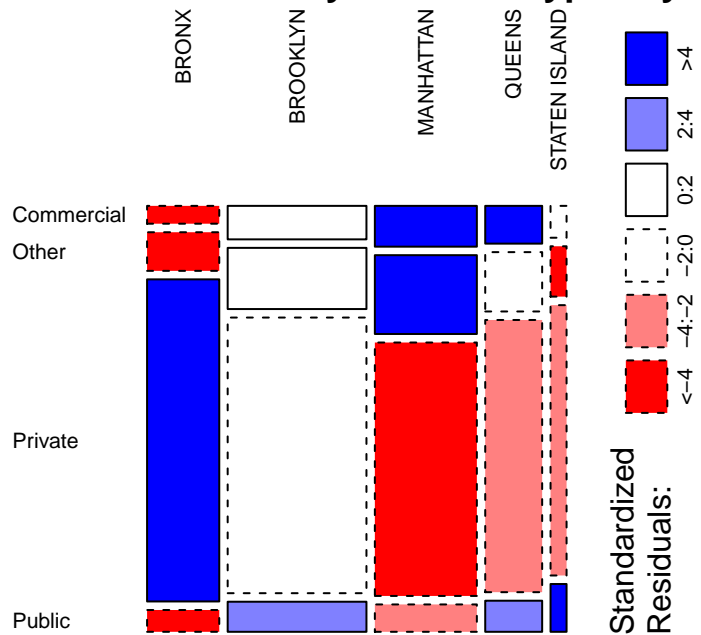 BRONX
BROOKLYN
MANHATTAN
QUEENS
STATEN ISLAND
Commercial
Other
Private
Public
Standardized
Residuals:
<−4
−4:−2
−2:0
0:2
2:4
>4